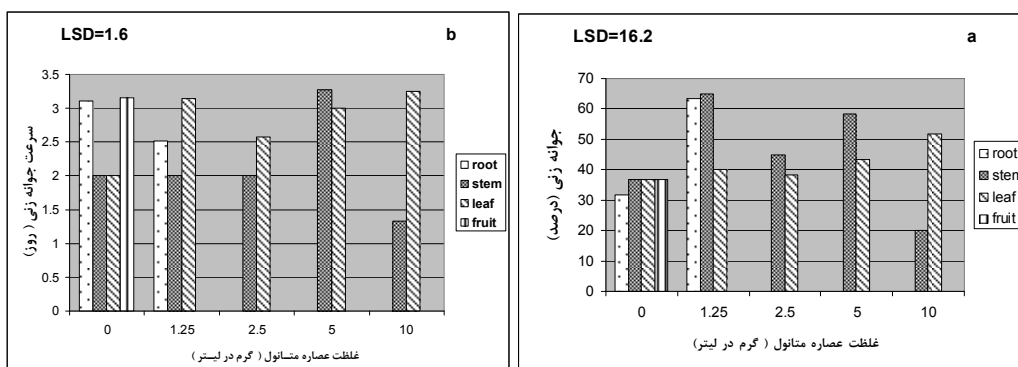 LSD=1.6 b
سرعت جوانه زنی ( روز)
3.5
3
2.5
2
1.5
1
0.5
0
0 1.25 2.5 5 10
غلظت عصاره متـانول ( گرم در لیـتر )
root
stem
leaf
fruit
LSD=16.2 a
جوانه زنی (درصد)
70
60
50
40
30
20
10
0
0 1.25 2.5 5 10
غلظت عصاره متانول ( گرم در لیتر)
root
stem
leaf
fruit